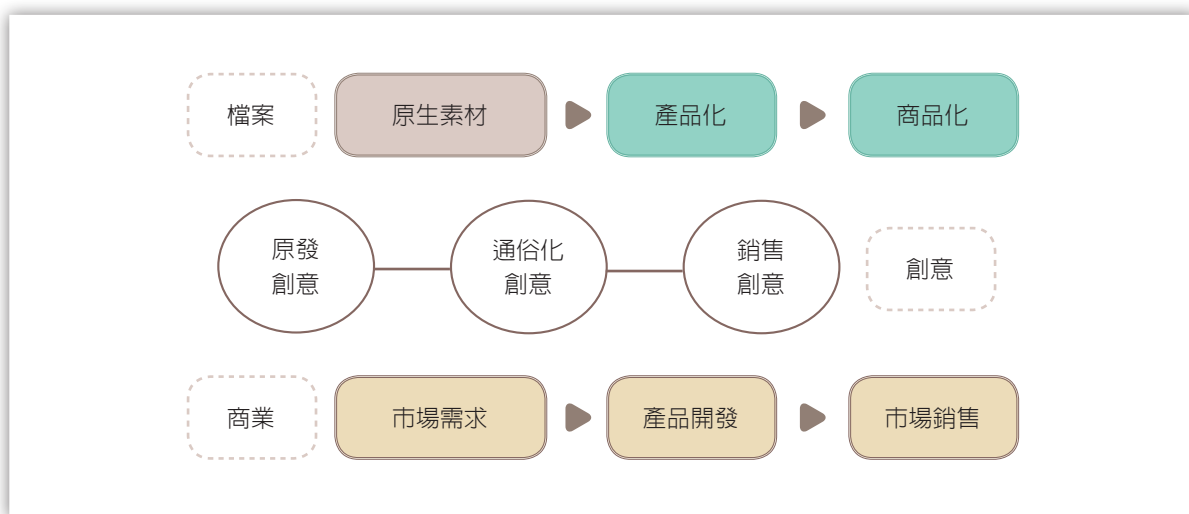 檔案
原生素材
產品化
商品化
原發
創意
通俗化
創意
銷售
創意
創意
商業
市場需求
產品開發
市場銷售